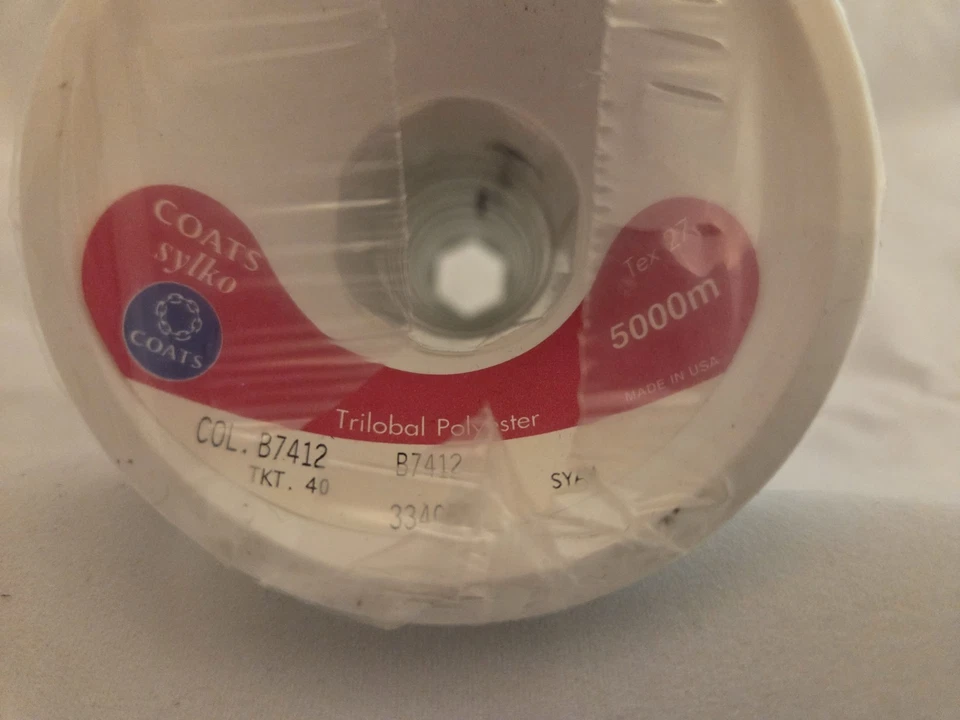 COATS
sylko
COATS
Tex 27
5000m
MADE IN USA
Trilobal Polyester
COL. B7412
TKT. 40
B7412